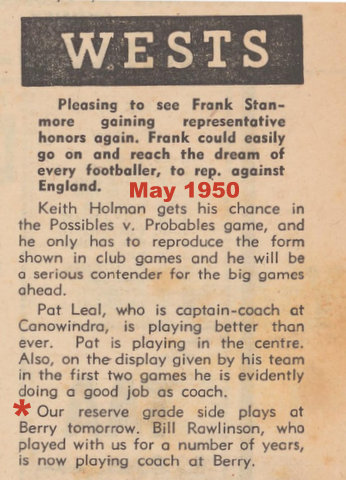 WESTS
Pleasing to see Frank Stan-
more gaining representative
honors again. Frank could easily
go on and reach the dream of
every footballer, to rep. against
England.
May 1950
Keith Holman gets his chance in
the Possibles v. Probables game, and
he only has to reproduce the form
shown in club games and he will be
a serious contender for the big games
ahead.
Pat Leal, who is captain-coach at
Canowindra, is playing better than
ever. Pat is playing in the centre.
Also, on the display given by his team
in the first two games he is evidently
doing a good job as coach.
* Our reserve grade side plays at
Berry tomorrow. Bill Rawlinson, who
played with us for a number of years,
is now playing coach at Berry.